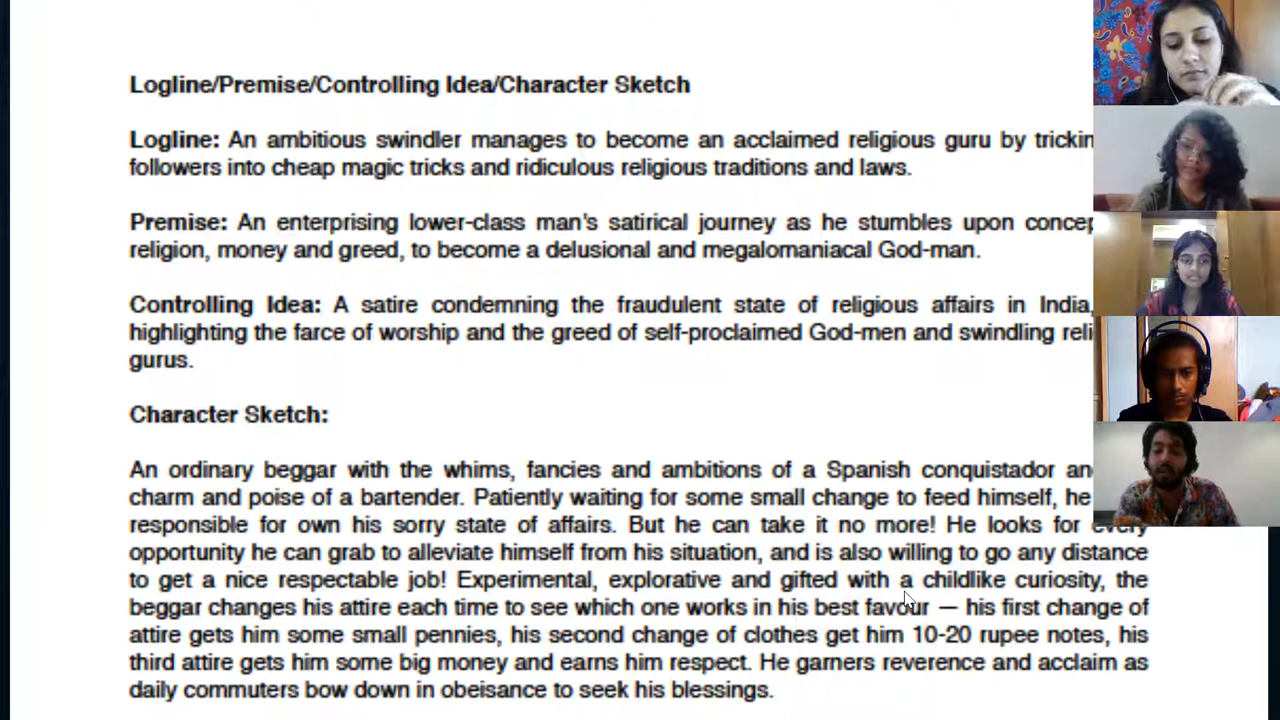 Logline/Premise/Controlling Idea/Character Sketch
Logline: An ambitious swindler manages to become an acclaimed religious guru by
followers into cheap magic tricks and ridiculous religious traditions and laws.
Premise: An enterprising lower-class man's satirical journey as he stumbles upon
religion, money and greed, to become a delusional and megalomaniacal God-man.
Controlling Idea: A satire condemning the fraudulent state of religious affairs in India,
highlighting the farce of worship and the greed of self-proclaimed God-men and swindling
gurus.
Character Sketch:
An ordinary beggar with the whims, fancies and ambitions of a Spanish conquistador
charm and poise of a bartender. Patiently waiting for some small change to feed himself, he
responsible for own his sorry state of affairs. But he can take it no more! He looks for every
opportunity he can grab to alleviate himself from his situation, and is also willing to go any distance
to get a nice respectable job! Experimental, explorative and gifted with a childlike curiosity, the
beggar changes his attire each time to see which one works in his best favour — his first change of
attire gets him some small pennies, his second change of clothes get him 10-20 rupee notes, his
third attire gets him some big money and earns him respect. He garners reverence and acclaim as
daily commuters bow down in obeisance to seek his blessings.